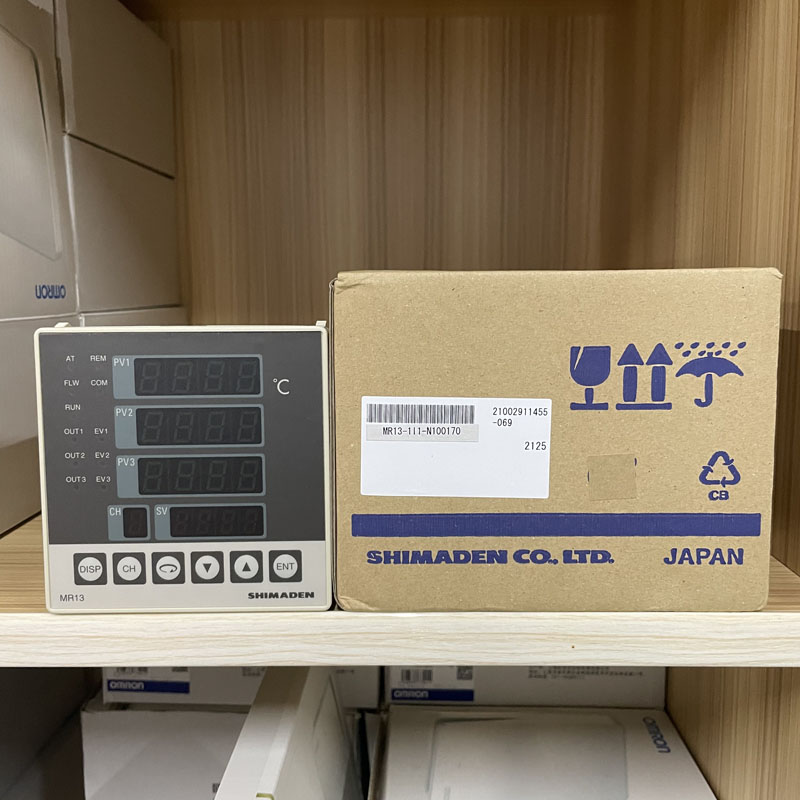 OMRON
AT REM
FLW COM
RUN
OUT1 EV1
OUT2 EV2
OUT3 EV3
PV1
℃
PV2
PV3
CH
SV
DISP
CH
ENT
MR13
SHIMADEN
MR13-1I1-N100170
21002911455
-069
2125
CB
SHIMADEN CO., LTD.
JAPAN
OMRON
OMRON
OMRON